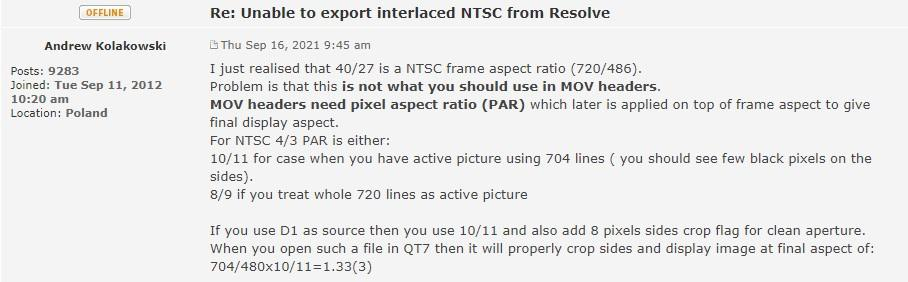 OFFLINE
Re: Unable to export interlaced NTSC from Resolve
Andrew Kolakowski
Posts: 9283
Joined: Tue Sep 11, 2012
10:20 am
Location: Poland
Thu Sep 16, 2021 9:45 am
I just realised that 40/27 is a NTSC frame aspect ratio (720/486).
Problem is that this is not what you should use in MOV headers.
MOV headers need pixel aspect ratio (PAR) which later is applied on top of frame aspect to give
final display aspect.
For NTSC 4/3 PAR is either:
10/11 for case when you have active picture using 704 lines ( you should see few black pixels on the
sides).
8/9 if you treat whole 720 lines as active picture
If you use D1 as source then you use 10/11 and also add 8 pixels sides crop flag for clean aperture.
When you open such a file in QT7 then it will properly crop sides and display image at final aspect of:
704/480x10/11=1.33(3)